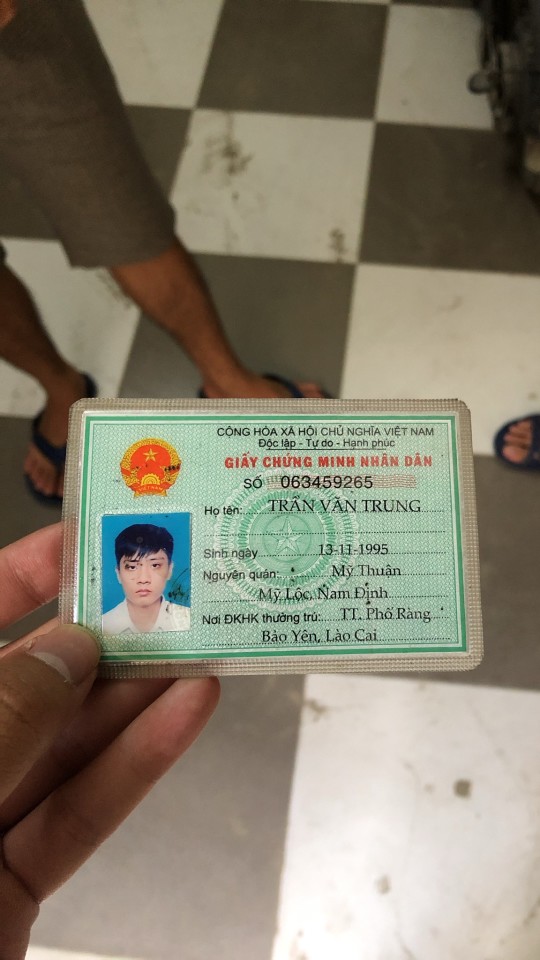 CỘNG HÒA XÃ HỘI CHỦ NGHĨA VIỆT NAM
Độc lập - Tự do - Hạnh phúc
GIẤY CHỨNG MINH NHÂN DÂN
SỐ 063459265
Họ tên: TRẦN VĂN TRUNG
Sinh ngày 13-11-1995
Nguyên quán: Mỹ Thuận
Mỹ Lộc, Nam Định
Nơi ĐKHK thường trú: TT. Phố Ràng
Bảo Yên, Lào Cai